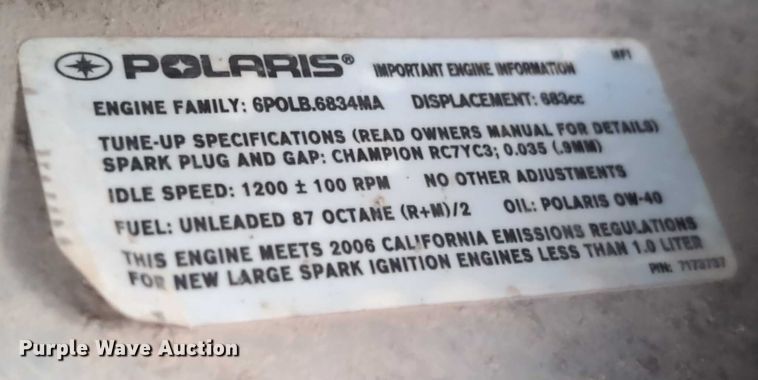 POLARIS® IMPORTANT ENGINE INFORMATION MFI
ENGINE FAMILY: 6POLB.6834MA DISPLACEMENT: 683cc
TUNE-UP SPECIFICATIONS (READ OWNERS MANUAL FOR DETAILS)
SPARK PLUG AND GAP: CHAMPION RC7YC3; 0.035 (.9MM)
IDLE SPEED: 1200 ± 100 RPM NO OTHER ADJUSTMENTS
FUEL: UNLEADED 87 OCTANE (R+M)/2 OIL: POLARIS OW-40
THIS ENGINE MEETS 2006 CALIFORNIA EMISSIONS REGULATIONS
FOR NEW LARGE SPARK IGNITION ENGINES LESS THAN 1.0 LITER
P/N: 7173737
Purple Wave Auction